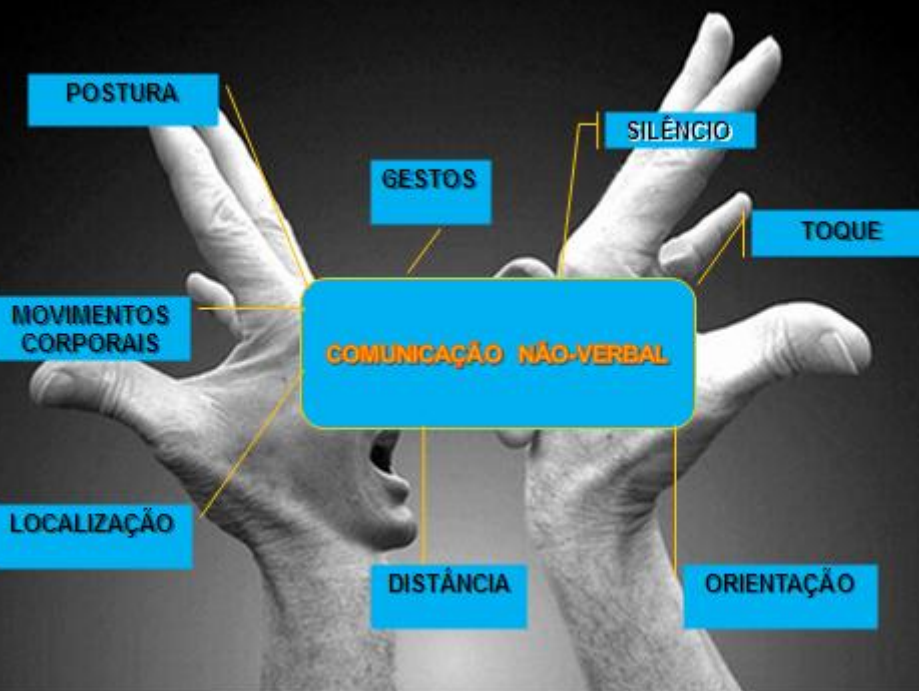 POSTURA
SILÊNCIO
GESTOS
TOQUE
MOVIMENTOS
CORPORAIS
COMUNICAÇÃO NÃO-VERBAL
LOCALIZAÇÃO
DISTÂNCIA
ORIENTAÇÃO